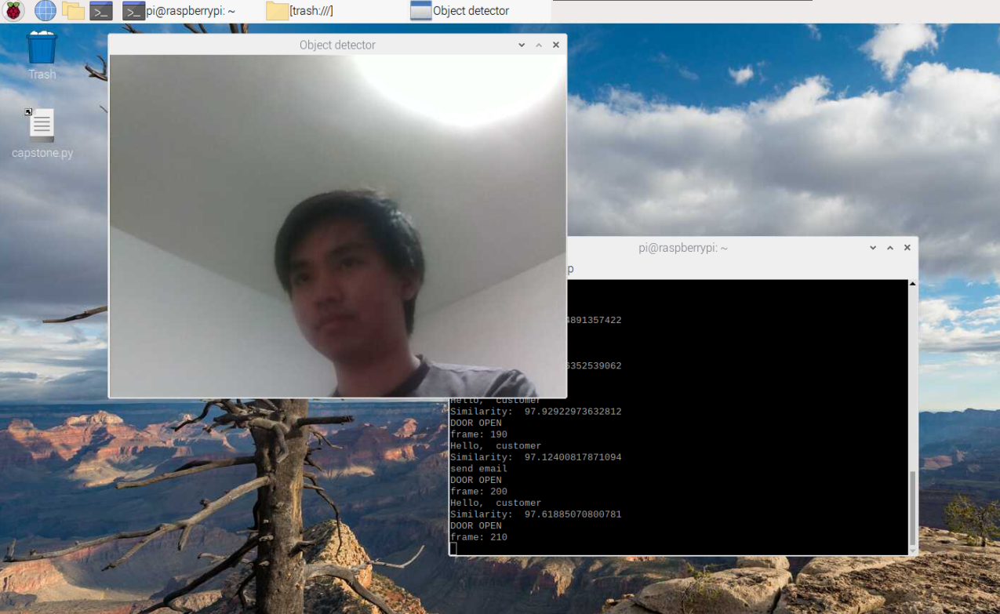 pi@raspberrypi: ~
[trash:///]
Object detector
Trash
capstone.py
Object detector
pi@raspberrypi: ~
p
4891357422
6352539062
Hello,  customer
Similarity:  97.92922973632812
DOOR OPEN
frame: 190
Hello,  customer
Similarity:  97.12400817871094
send email
DOOR OPEN
frame: 200
Hello,  customer
Similarity:  97.61885070800781
DOOR OPEN
frame: 210